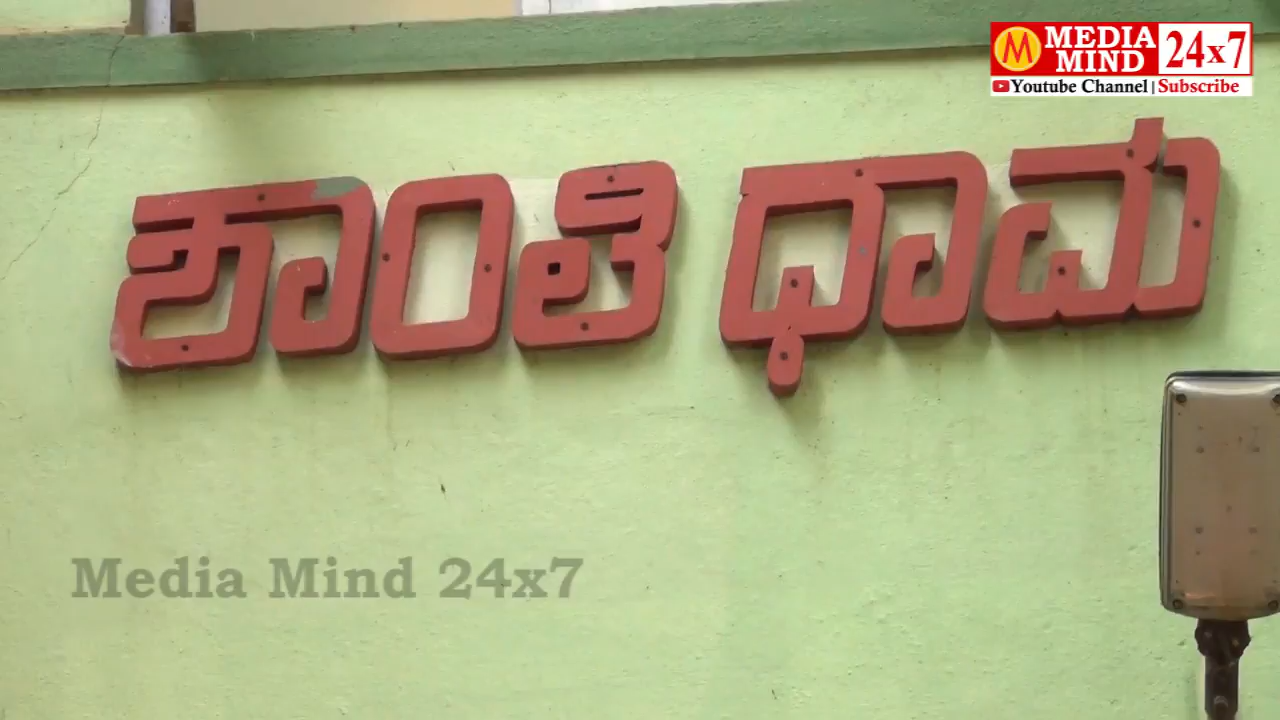 MEDIA MIND 24x7
Youtube Channel | Subscribe
ಶಾಂತಿ ಧಾಮ
Media Mind 24x7